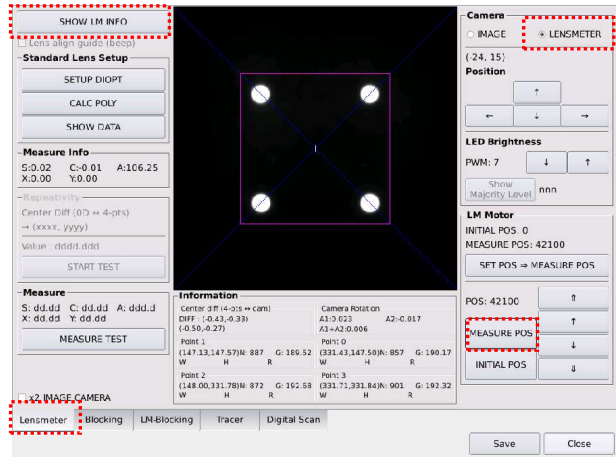 SHOW LM INFO
Lens align guide (beep)
Standard Lens Setup
SETUP DIOPT
CALC POLY
SHOW DATA
Measure Info
S:0.02 C:-0.01 A:106.25
X:0.00 Y:0.00
Repeativity
Center Diff (0D ↔ 4-pts)
→ (xxxx, yyyy)
Value : dddd.ddd
START TEST
Measure
S: dd.dd C: dd.dd A: ddd.d
X: dd.dd Y: dd.dd
MEASURE TEST
x2 IMAGE CAMERA
Information
Center diff (4-pts ↔ cam)
DIFF : (-0.43,-0.33)
(-0.50,-0.27)
Camera Rotation
A1:0.023 A2:-0.017
A1+A2:0.006
Point 1
(147.13,147.57)N: 887 G: 189.52
W H R
Point 0
(331.43,147.50)N: 857 G: 190.17
W H R
Point 2
(148.00,331.78)N: 872 G: 192.68
W H R
Point 3
(331.71,331.84)N: 901 G: 192.32
W H R
Camera
IMAGE LENSMETER
(-24, 15)
Position
↑
← ↓ →
LED Brightness
PWM: 7 ↓ ↑
Show
Majority Level nnn
LM Motor
INITIAL POS: 0
MEASURE POS: 42100
SET POS ⇒ MEASURE POS
POS: 42100 ⇑
MEASURE POS ↑
↓
INITIAL POS ⇓
Lensmeter Blocking LM-Blocking Tracer Digital Scan
Save Close